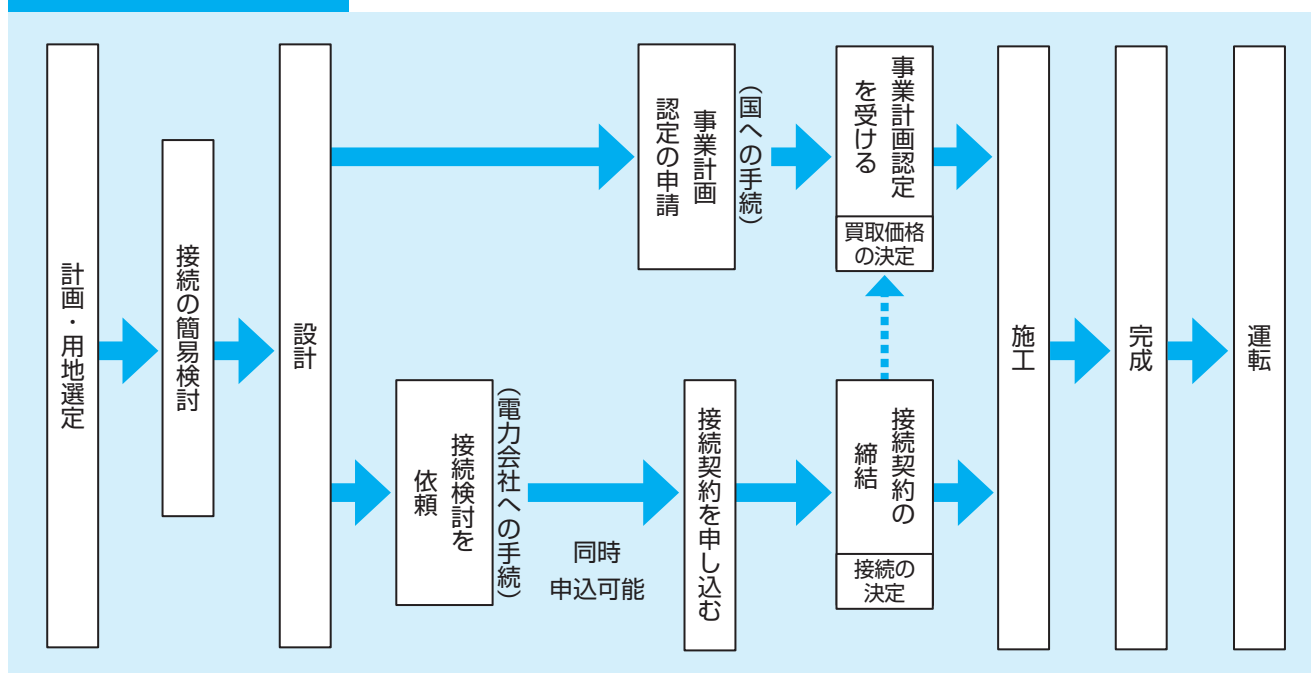 計画・用地選定
接続の簡易検討
設計
事業計画
認定の申請
（国への手続）
事業計画認定
を受ける
買取価格
の決定
接続検討を
依頼
（電力会社への手続）
同時
申込可能
接続契約を申し込む
接続契約の
締結
接続の
決定
施工
完成
運転